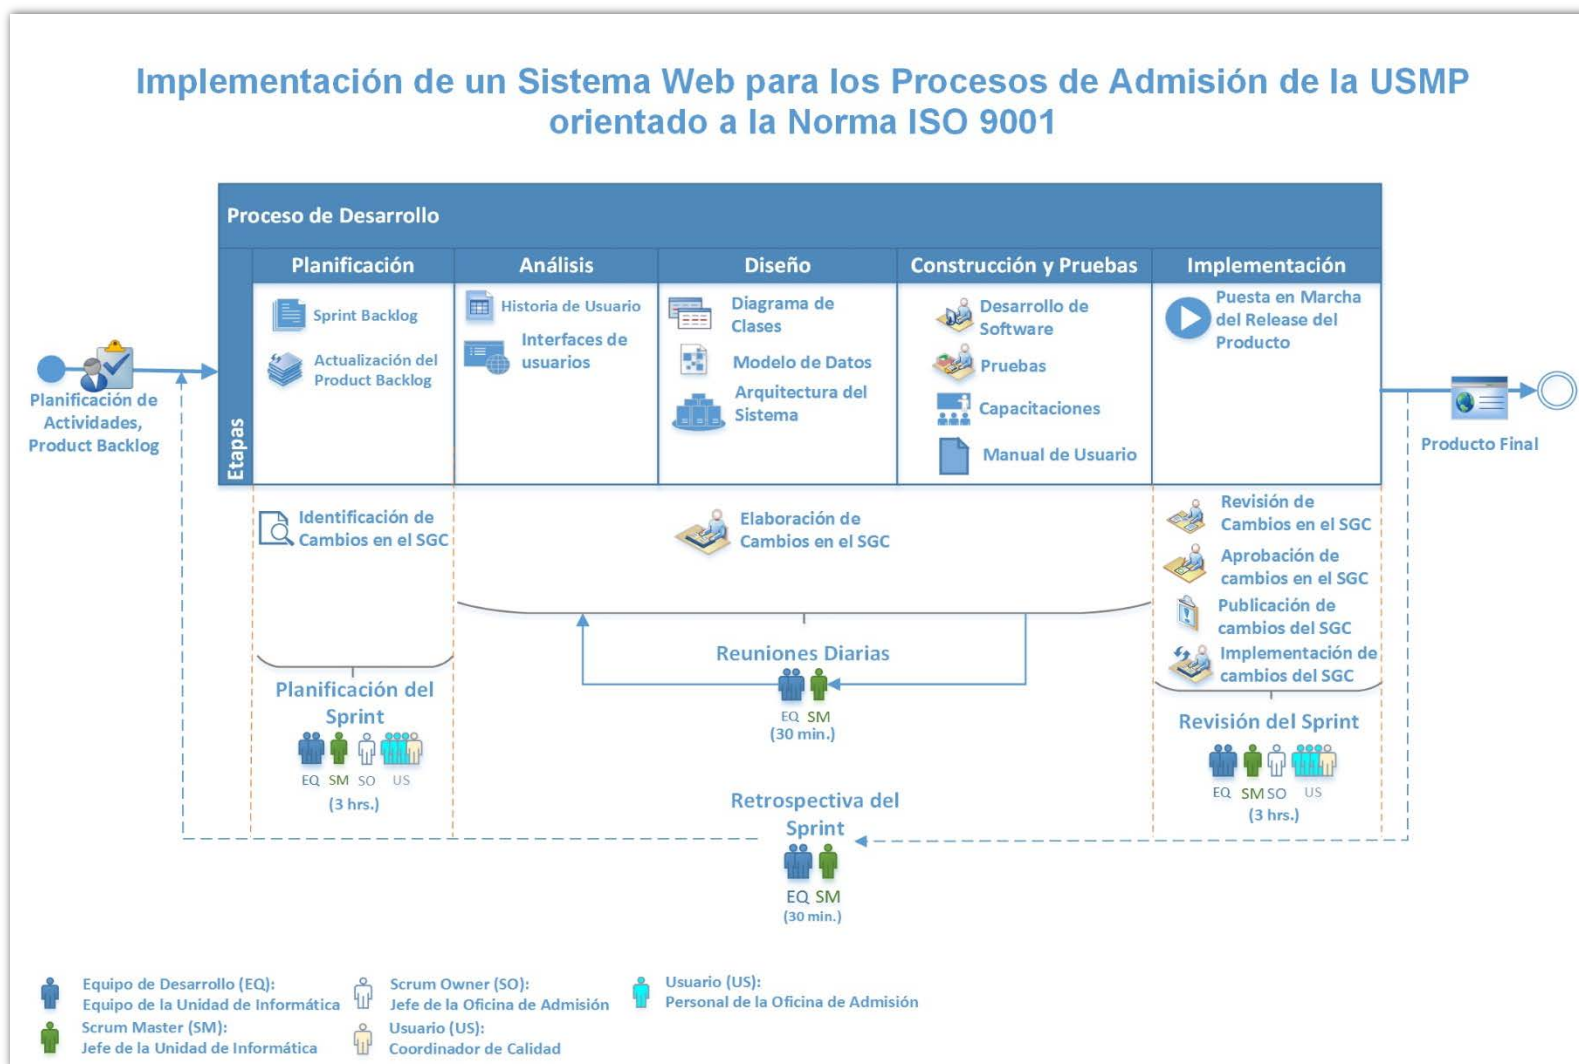 Implementación de un Sistema Web para los Procesos de Admisión de la USMP
orientado a la Norma ISO 9001
Proceso de Desarrollo
Etapas
Planificación
Análisis
Diseño
Construcción y Pruebas
Implementación
Planificación de
Actividades,
Product Backlog
Sprint Backlog
Actualización del
Product Backlog
Historia de Usuario
Interfaces de
usuarios
Diagrama de
Clases
Modelo de Datos
Arquitectura del
Sistema
Desarrollo de
Software
Pruebas
Capacitaciones
Manual de Usuario
Puesta en Marcha
del Release del
Producto
Producto Final
Identificación de
Cambios en el SGC
Elaboración de
Cambios en el SGC
Revisión de
Cambios en el SGC
Aprobación de
cambios en el SGC
Publicación de
cambios del SGC
Implementación de
cambios del SGC
Planificación del
Sprint
EQ SM SO US
(3 hrs.)
Reuniones Diarias
EQ SM
(30 min.)
Revisión del Sprint
EQ SM SO US
(3 hrs.)
Retrospectiva del
Sprint
EQ SM
(30 min.)
Equipo de Desarrollo (EQ):
Equipo de la Unidad de Informática
Scrum Master (SM):
Jefe de la Unidad de Informática
Scrum Owner (SO):
Jefe de la Oficina de Admisión
Usuario (US):
Coordinador de Calidad
Usuario (US):
Personal de la Oficina de Admisión